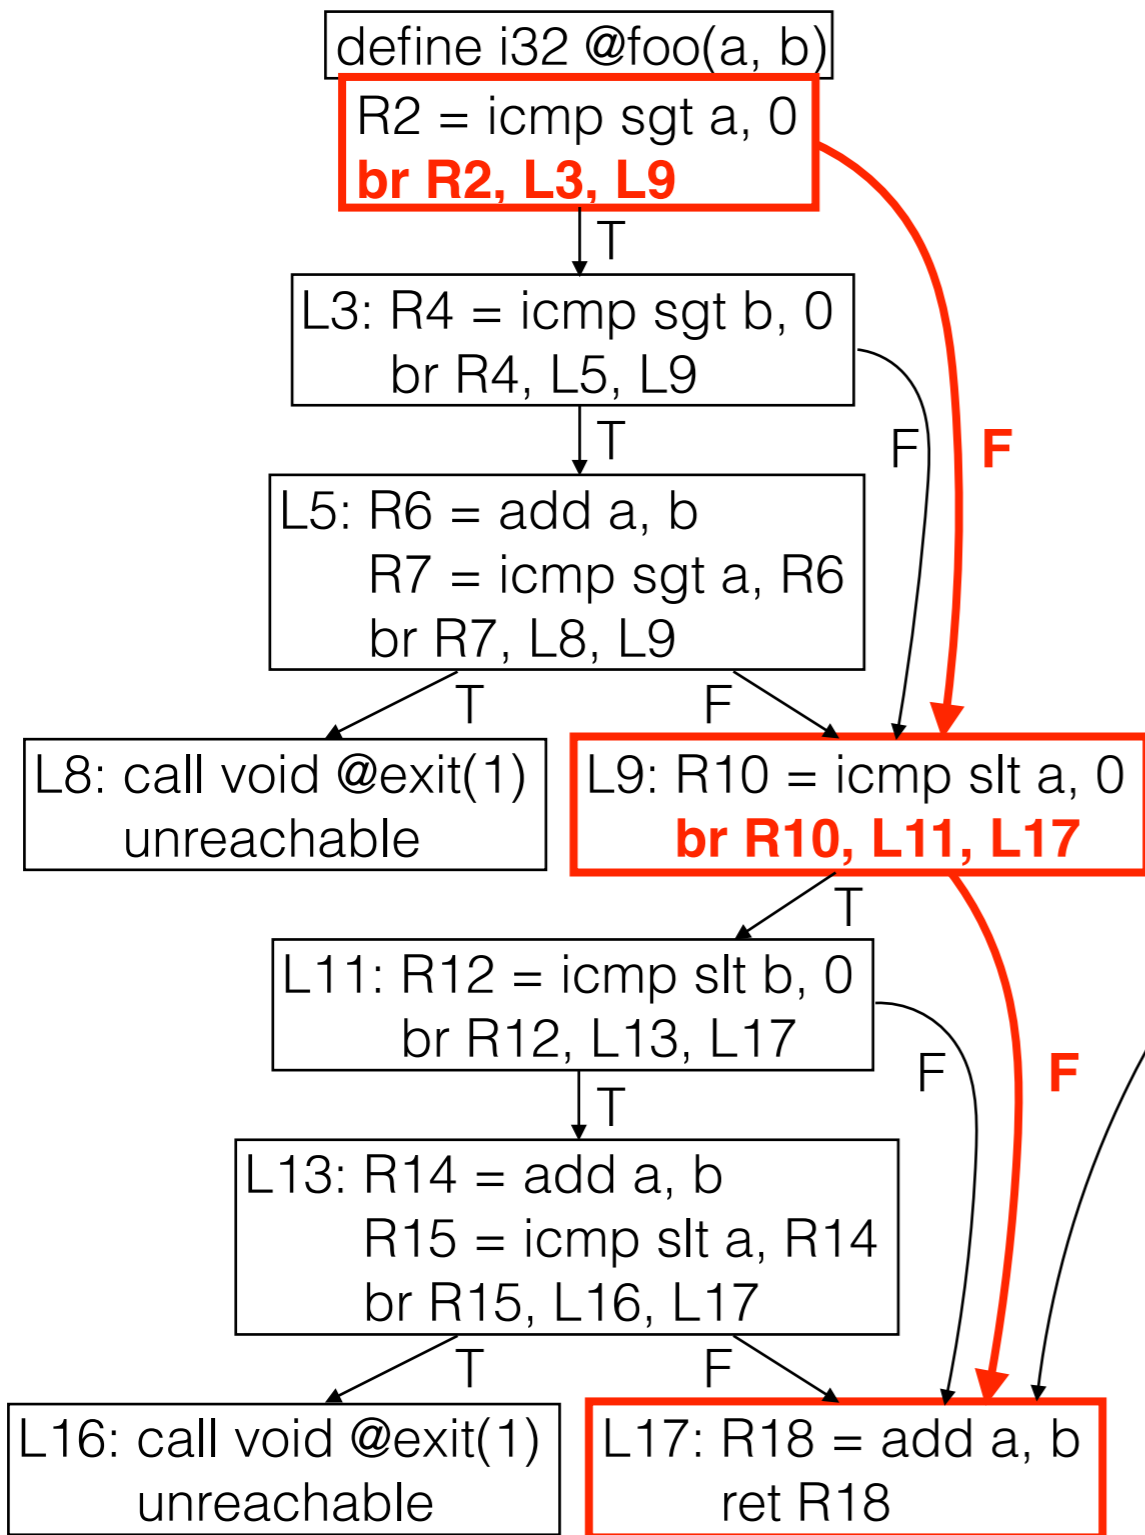 define i32 @foo(a, b)
R2 = icmp sgt a, 0
br R2, L3, L9
T
L3: R4 = icmp sgt b, 0
br R4, L5, L9
T
F
F
L5: R6 = add a, b
R7 = icmp sgt a, R6
br R7, L8, L9
T
F
L8: call void @exit(1)
unreachable
L9: R10 = icmp slt a, 0
br R10, L11, L17
T
L11: R12 = icmp slt b, 0
br R12, L13, L17
T
F
F
L13: R14 = add a, b
R15 = icmp slt a, R14
br R15, L16, L17
T
F
L16: call void @exit(1)
unreachable
L17: R18 = add a, b
ret R18